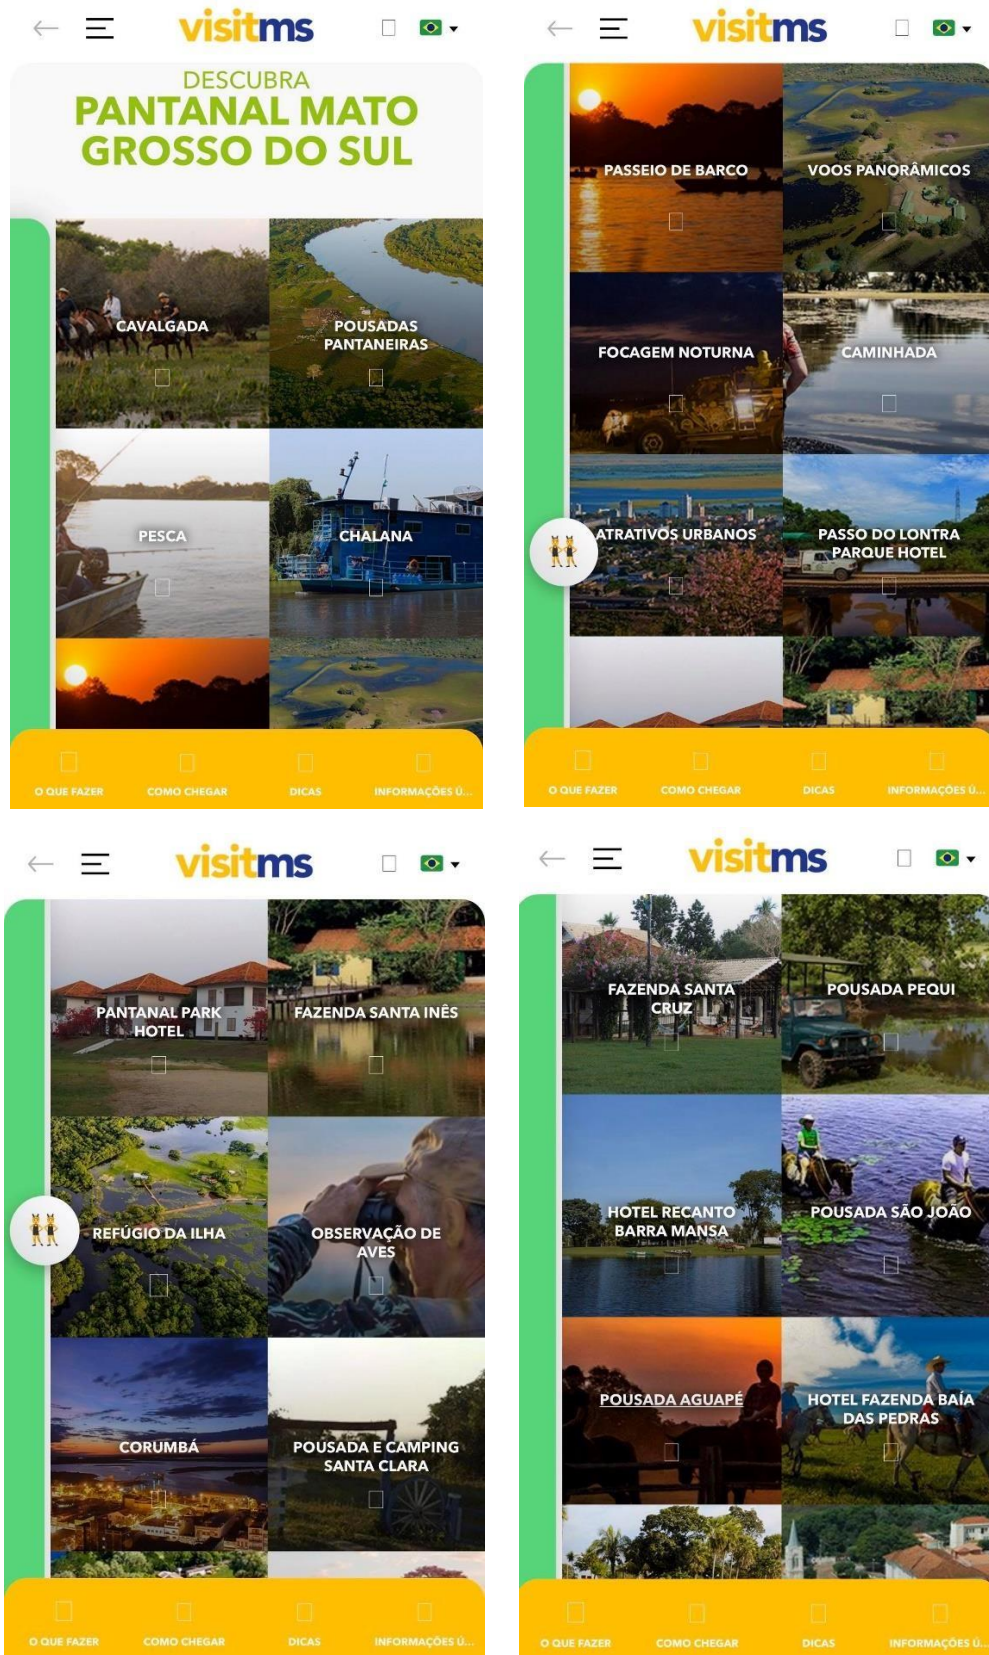 visitms
DESCUBRA
PANTANAL MATO
GROSSO DO SUL
CAVALGADA
POUSADAS
PANTANEIRAS
PESCA
CHALANA
O QUE FAZER
COMO CHEGAR
DICAS
INFORMAÇÕES Ú...
visitms
PASSEIO DE BARCO
VOOS PANORÂMICOS
FOCAGEM NOTURNA
CAMINHADA
ATRATIVOS URBANOS
PASSO DO LONTRA
PARQUE HOTEL
O QUE FAZER
COMO CHEGAR
DICAS
INFORMAÇÕES Ú...
visitms
PANTANAL PARK
HOTEL
FAZENDA SANTA INÊS
REFÚGIO DA ILHA
OBSERVAÇÃO DE
AVES
CORUMBÁ
POUSADA E CAMPING
SANTA CLARA
O QUE FAZER
COMO CHEGAR
DICAS
INFORMAÇÕES Ú...
visitms
FAZENDA SANTA
CRUZ
POUSADA PEQUI
HOTEL RECANTO
BARRA MANSA
POUSADA SÃO JOÃO
POUSADA AGUAPÉ
HOTEL FAZENDA BAÍA
DAS PEDRAS
O QUE FAZER
COMO CHEGAR
DICAS
INFORMAÇÕES Ú...